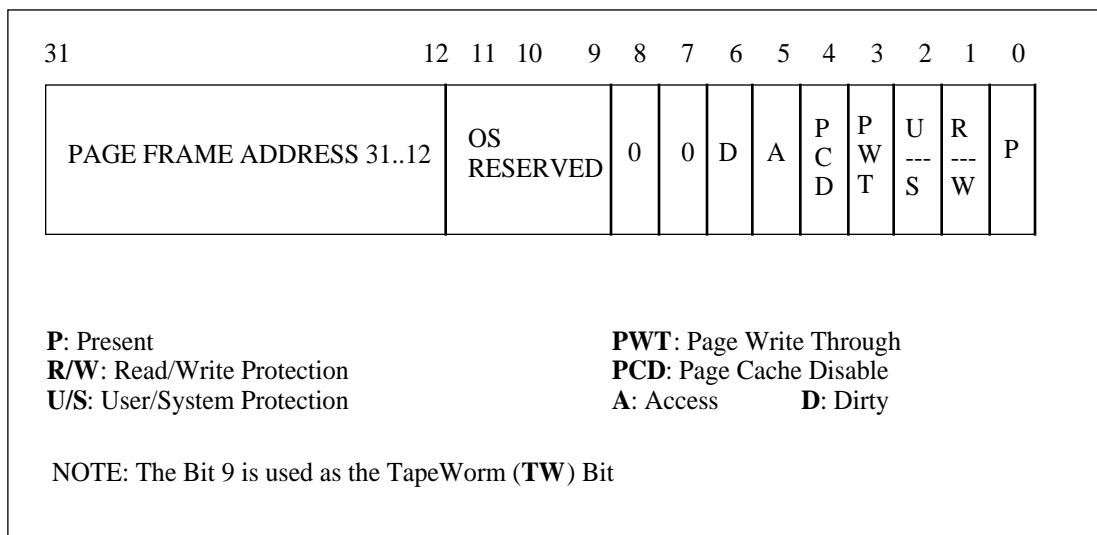 31 12 11 10 9 8 7 6 5 4 3 2 1 0
PAGE FRAME ADDRESS 31..12
OS
RESERVED
0
0
D
A
P
C
D
P
W
T
U
---
S
R
---
W
P
P: Present
R/W: Read/Write Protection
U/S: User/System Protection
PWT: Page Write Through
PCD: Page Cache Disable
A: Access D: Dirty
NOTE: The Bit 9 is used as the TapeWorm (TW) Bit